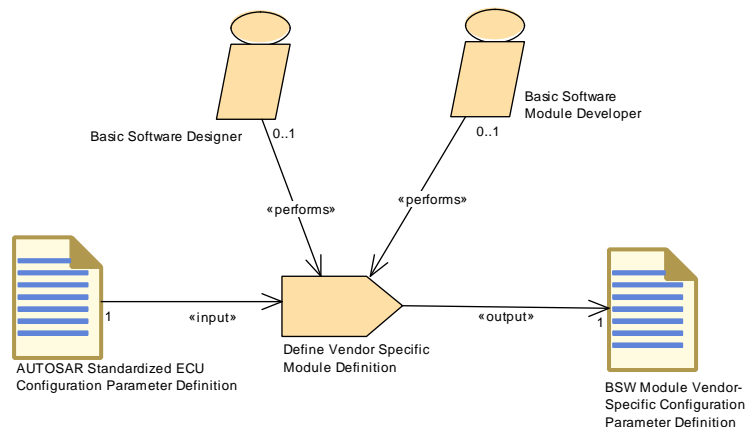 Basic Software Designer
0..1
Basic Software
Module Developer
0..1
«performs»
«performs»
1
«input»
«output»
1
AUTOSAR Standardized ECU
Configuration Parameter Definition
Define Vendor Specific
Module Definition
BSW Module Vendor-
Specific Configuration
Parameter Definition